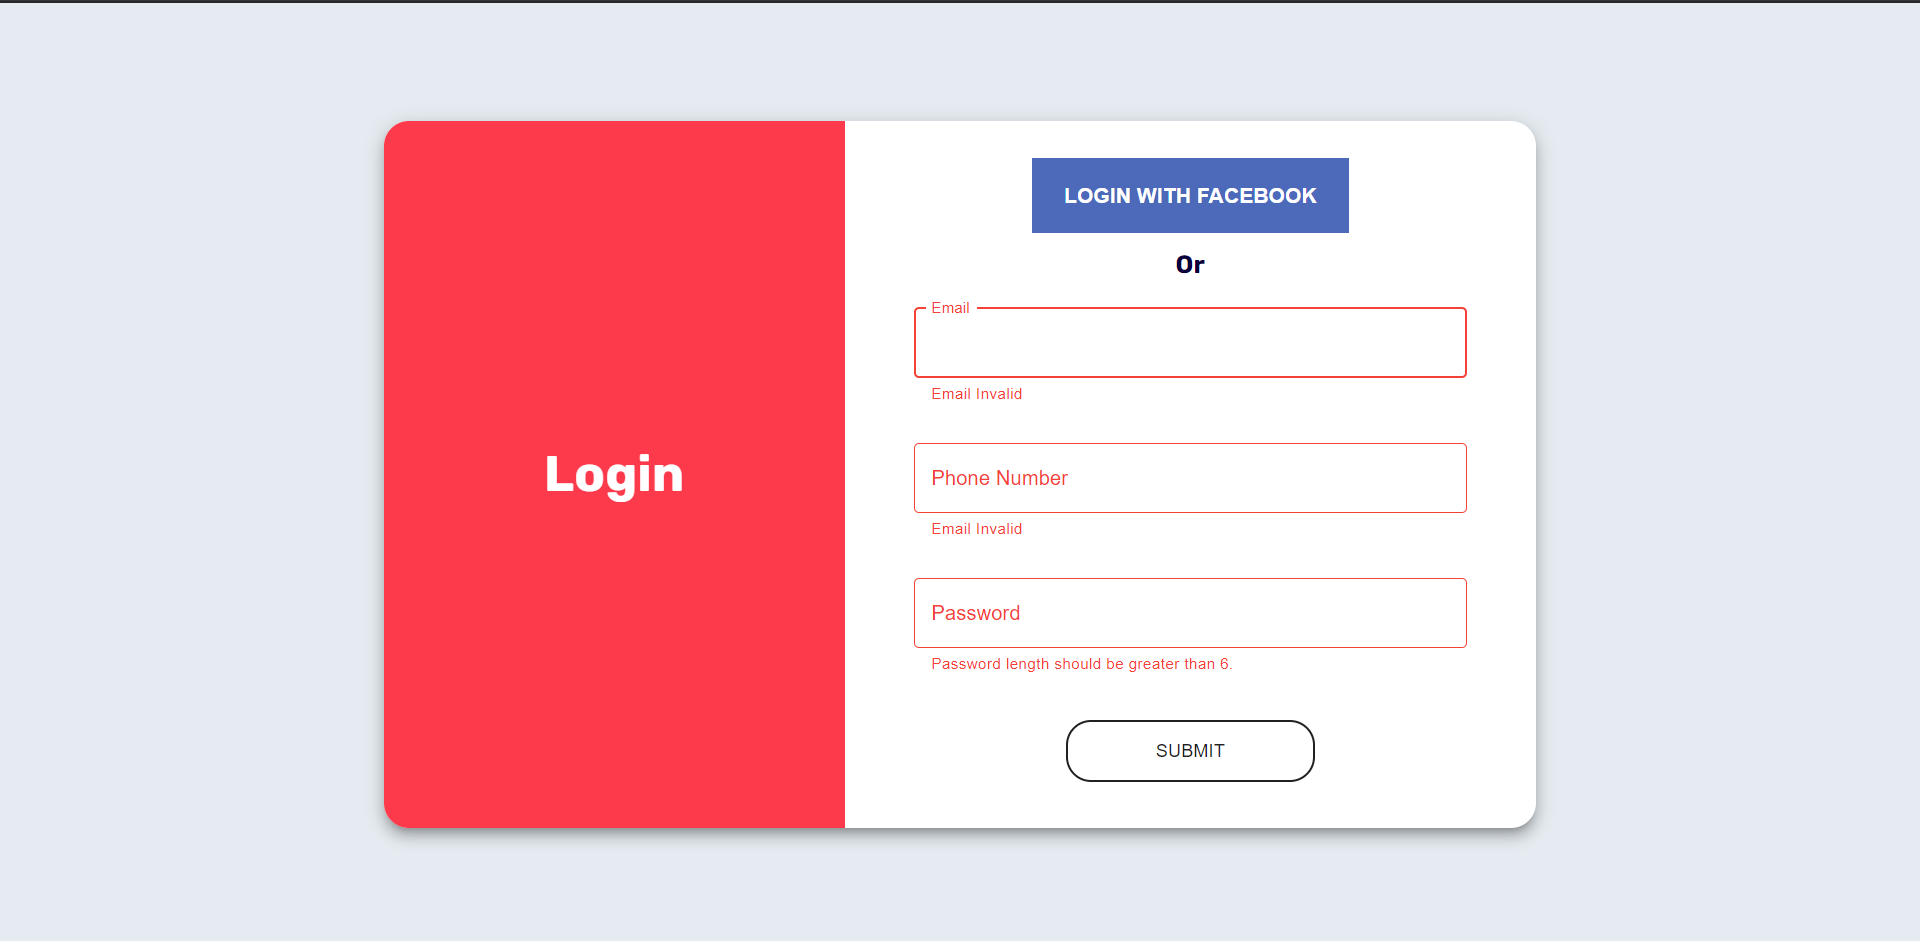 Login
LOGIN WITH FACEBOOK
Or
Email
Email Invalid
Phone Number
Email Invalid
Password
Password length should be greater than 6.
SUBMIT